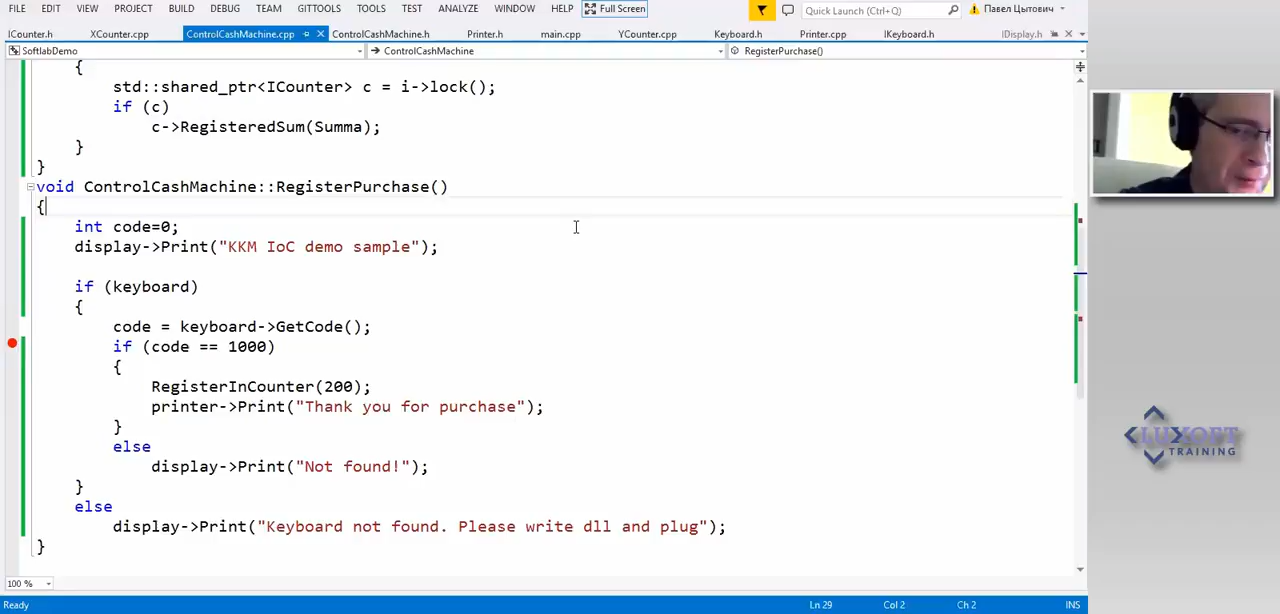 FILE EDIT VIEW PROJECT BUILD DEBUG TEAM GITTOOLS TOOLS TEST ANALYZE WINDOW HELP Full Screen Quick Launch (Ctrl+Q) Павел Цытович
ICounter.h XCounter.cpp ControlCashMachine.cpp ControlCashMachine.h Printer.h main.cpp YCounter.cpp Keyboard.h Printer.cpp IKeyboard.h IDisplay.h
SoftlabDemo ControlCashMachine RegisterPurchase()
{
std::shared_ptr<ICounter> c = i->lock();
if (c)
c->RegisteredSum(Summa);
}
}
void ControlCashMachine::RegisterPurchase()
{
int code=0;
display->Print("KKM IoC demo sample");
if (keyboard)
{
code = keyboard->GetCode();
if (code == 1000)
{
RegisterInCounter(200);
printer->Print("Thank you for purchase");
}
else
display->Print("Not found!");
}
else
display->Print("Keyboard not found. Please write dll and plug");
}
LUXOFT
TRAINING
100 %
Ready Ln 29 Col 2 Ch 2 INS